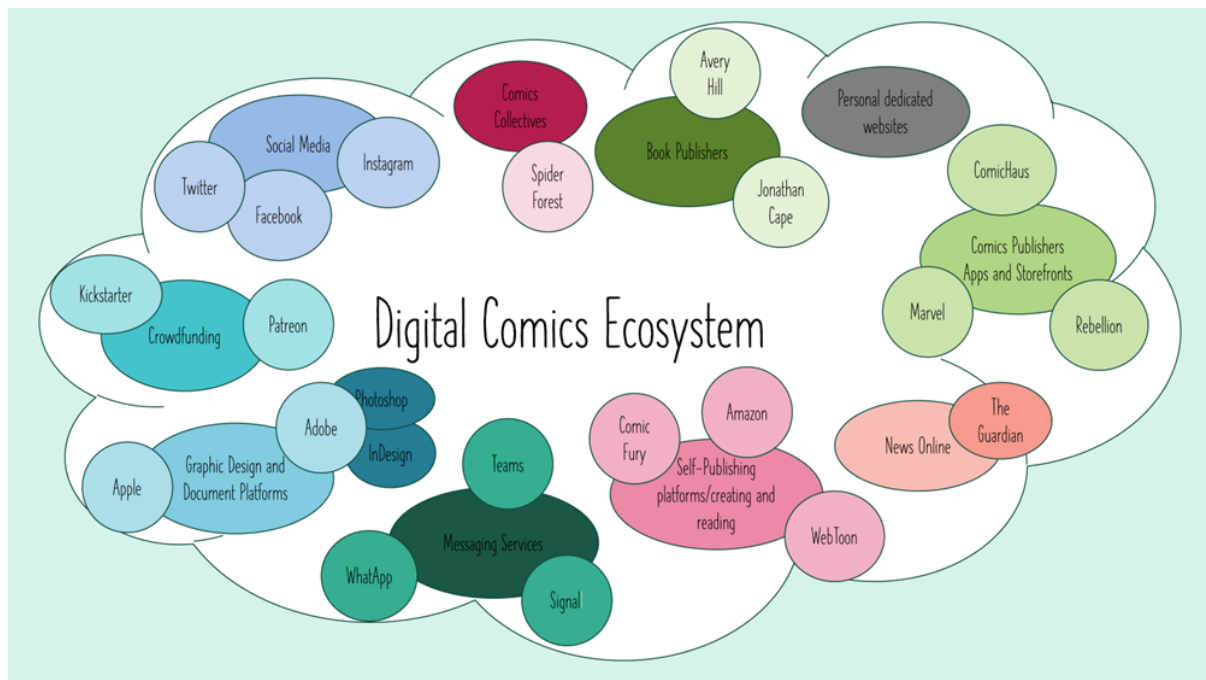 Digital Comics Ecosystem
Social Media
Twitter
Facebook
Instagram
Comics
Collectives
Spider
Forest
Avery
Hill
Book Publishers
Jonathan
Cape
Personal dedicated
websites
ComicHaus
Comics Publishers
Apps and Storefronts
Marvel
Rebellion
Kickstarter
Crowdfunding
Patreon
Photoshop
Adobe
InDesign
Apple
Graphic Design and
Document Platforms
Teams
Messaging Services
WhatApp
Signal
Comic
Fury
Amazon
Self-Publishing
platforms/creating and
reading
WebToon
News Online
The
Guardian